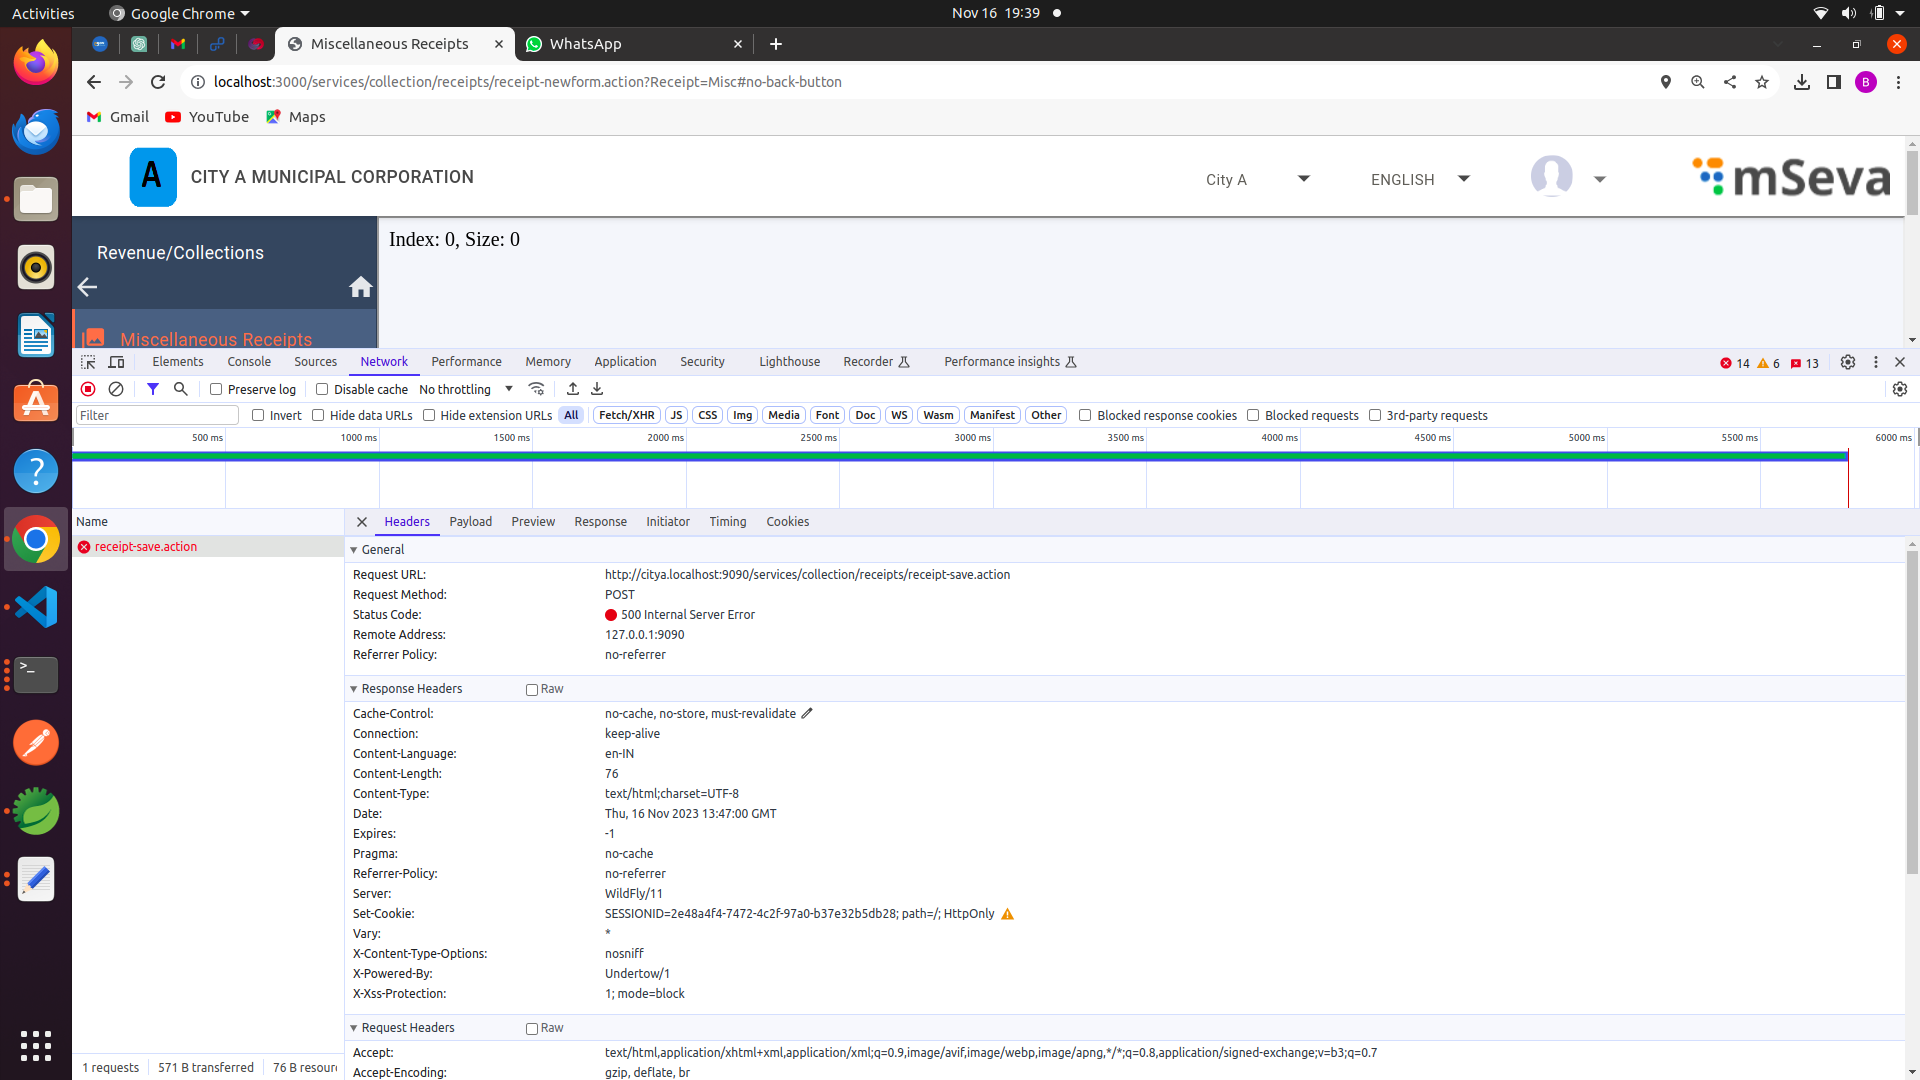 Activities
Google Chrome
Nov 16 19:39
Miscellaneous Receipts
WhatsApp
localhost:3000/services/collection/receipts/receipt-newform.action?Receipt=Misc#no-back-button
B
Gmail
YouTube
Maps
A
CITY A MUNICIPAL CORPORATION
City A
ENGLISH
mSeva
Revenue/Collections
Index: 0, Size: 0
Miscellaneous Receipts
Elements Console Sources Network Performance Memory Application Security Lighthouse Recorder Performance insights 14 6 13
Preserve log Disable cache No throttling
Filter Invert Hide data URLs Hide extension URLs All Fetch/XHR JS CSS Img Media Font Doc WS Wasm Manifest Other Blocked response cookies Blocked requests 3rd-party requests
500 ms 1000 ms 1500 ms 2000 ms 2500 ms 3000 ms 3500 ms 4000 ms 4500 ms 5000 ms 5500 ms 6000 ms
Name
Headers Payload Preview Response Initiator Timing Cookies
receipt-save.action
General
Request URL: http://citya.localhost:9090/services/collection/receipts/receipt-save.action
Request Method: POST
Status Code: 500 Internal Server Error
Remote Address: 127.0.0.1:9090
Referrer Policy: no-referrer
Response Headers Raw
Cache-Control: no-cache, no-store, must-revalidate
Connection: keep-alive
Content-Language: en-IN
Content-Length: 76
Content-Type: text/html;charset=UTF-8
Date: Thu, 16 Nov 2023 13:47:00 GMT
Expires: -1
Pragma: no-cache
Referrer-Policy: no-referrer
Server: WildFly/11
Set-Cookie: SESSIONID=2e48a4f4-7472-4c2f-97a0-b37e32b5db28; path=/; HttpOnly
Vary: *
X-Content-Type-Options: nosniff
X-Powered-By: Undertow/1
X-Xss-Protection: 1; mode=block
Request Headers Raw
Accept: text/html,application/xhtml+xml,application/xml;q=0.9,image/avif,image/webp,image/apng,*/*;q=0.8,application/signed-exchange;v=b3;q=0.7
Accept-Encoding: gzip, deflate, br
1 requests 571 B transferred 76 B resour